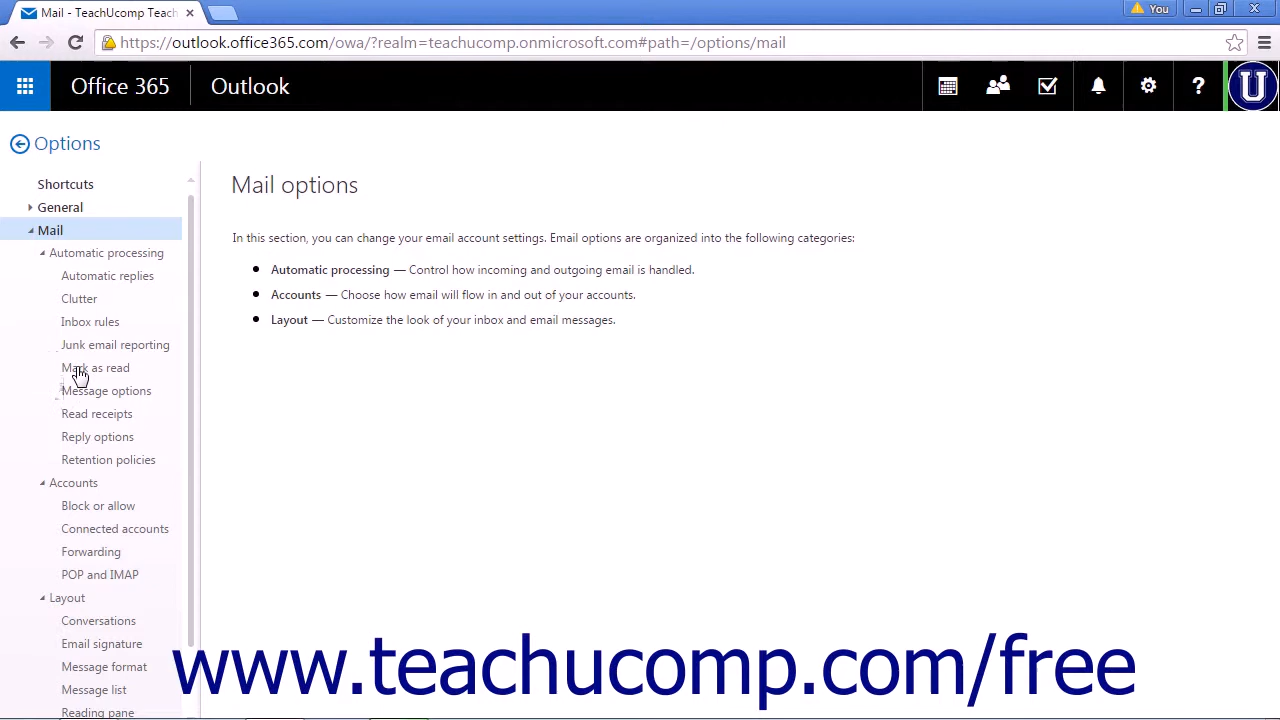 Mail - TeachUcomp Teach
You
https://outlook.office365.com/owa/?realm=teachucomp.onmicrosoft.com#path=/options/mail
Office 365
Outlook
?
U
Options
Shortcuts
General
Mail
Automatic processing
Automatic replies
Clutter
Inbox rules
Junk email reporting
Mark as read
Message options
Read receipts
Reply options
Retention policies
Accounts
Block or allow
Connected accounts
Forwarding
POP and IMAP
Layout
Conversations
Email signature
Message format
Message list
Reading pane
Mail options
In this section, you can change your email account settings. Email options are organized into the following categories:
Automatic processing — Control how incoming and outgoing email is handled.
Accounts — Choose how email will flow in and out of your accounts.
Layout — Customize the look of your inbox and email messages.
www.teachucomp.com/free